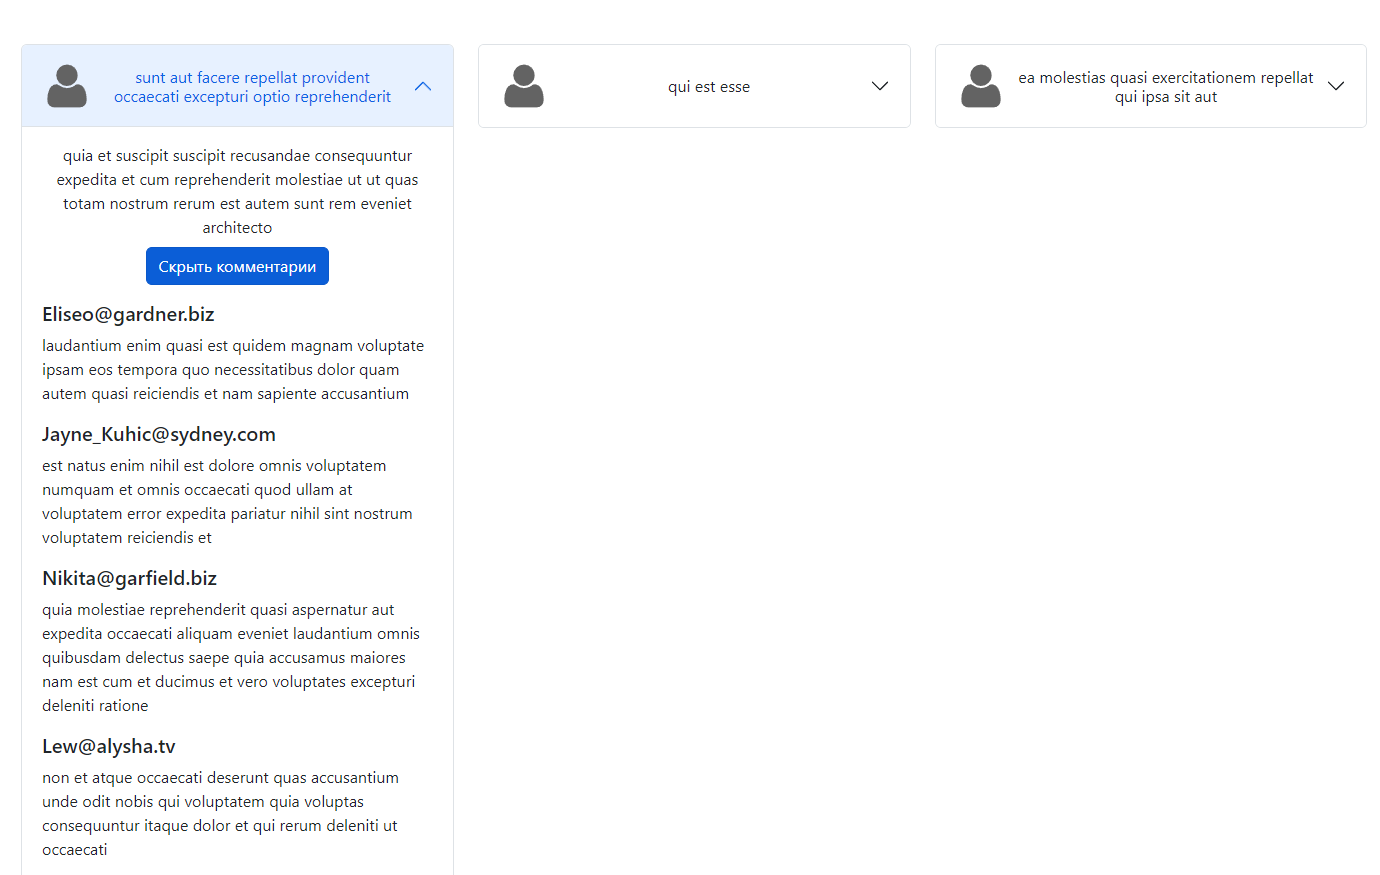 sunt aut facere repellat provident
occaecati excepturi optio reprehenderit
quia et suscipit suscipit recusandae consequuntur
expedita et cum reprehenderit molestiae ut ut quas
totam nostrum rerum est autem sunt rem eveniet
architecto
Скрыть комментарии
Eliseo@gardner.biz
laudantium enim quasi est quidem magnam voluptate
ipsam eos tempora quo necessitatibus dolor quam
autem quasi reiciendis et nam sapiente accusantium
Jayne_Kuhic@sydney.com
est natus enim nihil est dolore omnis voluptatem
numquam et omnis occaecati quod ullam at
voluptatem error expedita pariatur nihil sint nostrum
voluptatem reiciendis et
Nikita@garfield.biz
quia molestiae reprehenderit quasi aspernatur aut
expedita occaecati aliquam eveniet laudantium omnis
quibusdam delectus saepe quia accusamus maiores
nam est cum et ducimus et vero voluptates excepturi
deleniti ratione
Lew@alysha.tv
non et atque occaecati deserunt quas accusantium
unde odit nobis qui voluptatem quia voluptas
consequuntur itaque dolor et qui rerum deleniti ut
occaecati
qui est esse
ea molestias quasi exercitationem repellat
qui ipsa sit aut